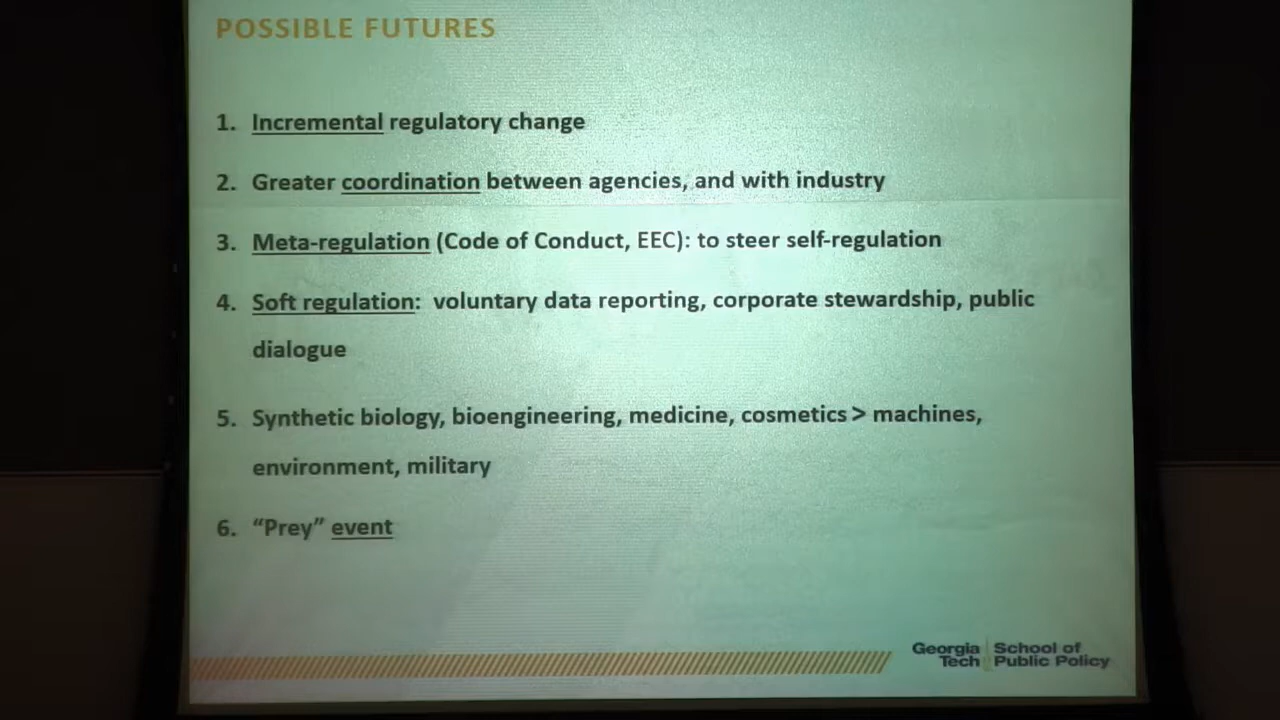 POSSIBLE FUTURES
1. Incremental regulatory change
2. Greater coordination between agencies, and with industry
3. Meta-regulation (Code of Conduct, EEC): to steer self-regulation
4. Soft regulation: voluntary data reporting, corporate stewardship, public
dialogue
5. Synthetic biology, bioengineering, medicine, cosmetics > machines,
environment, military
6. “Prey” event
Georgia Tech
School of Public Policy